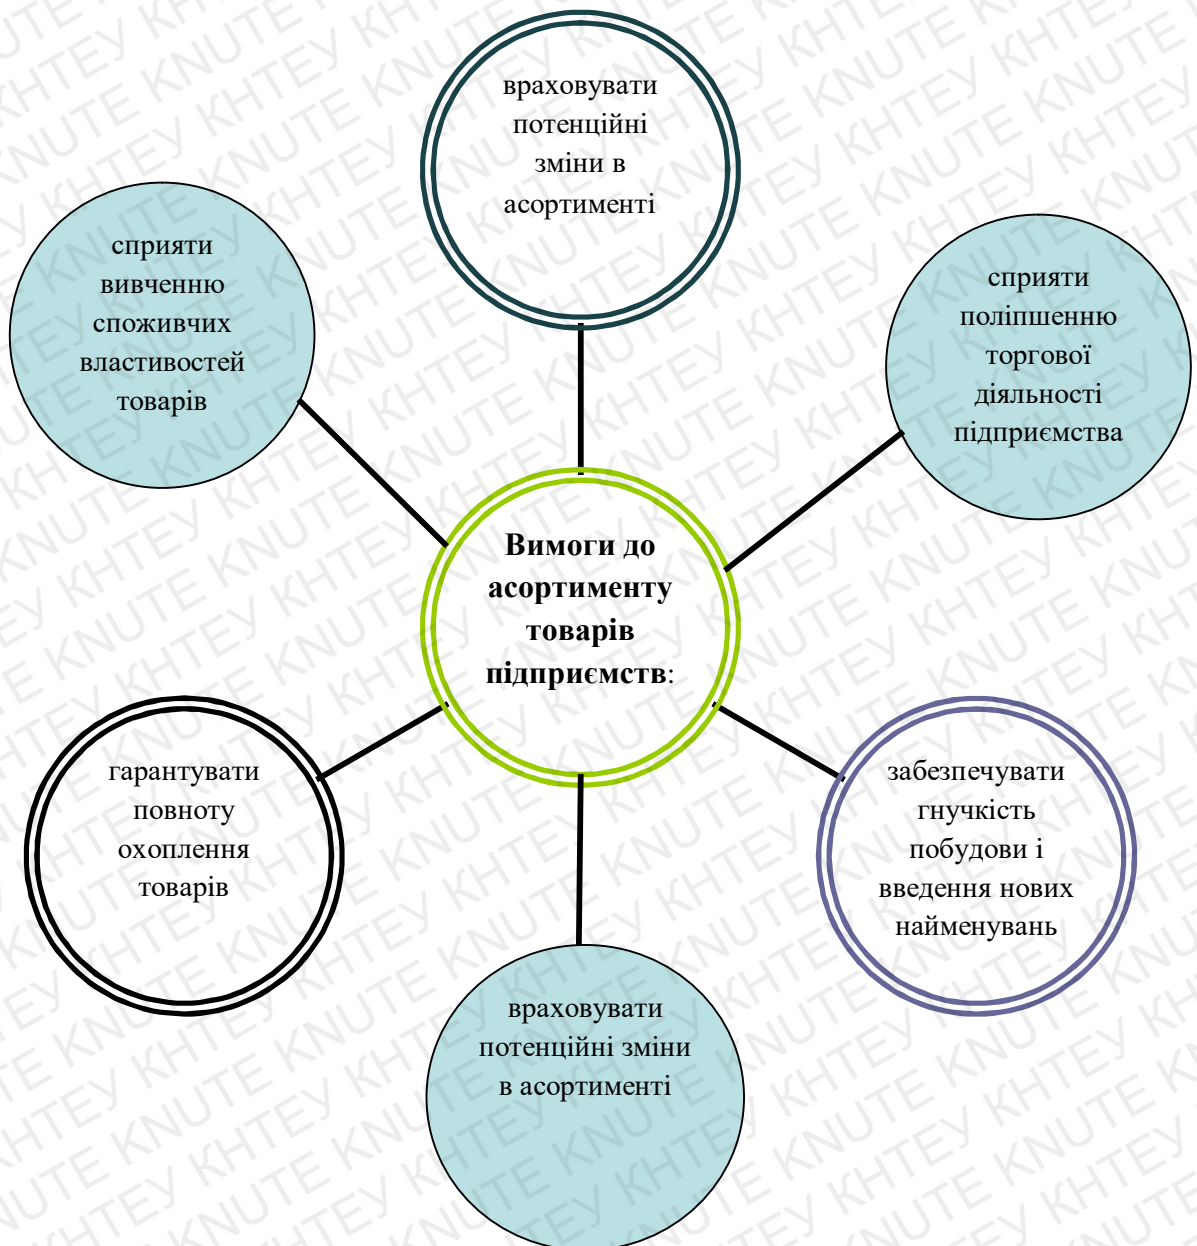 враховувати
потенційні
зміни в
асортименті
сприяти
вивченню
споживчих
властивостей
товарів
сприяти
поліпшенню
торгової
діяльності
підприємства
Вимоги до
асортименту
товарів
підприємств:
гарантувати
повноту
охоплення
товарів
забезпечувати
гнучкість
побудови і
введення нових
найменувань
враховувати
потенційні зміни
в асортименті